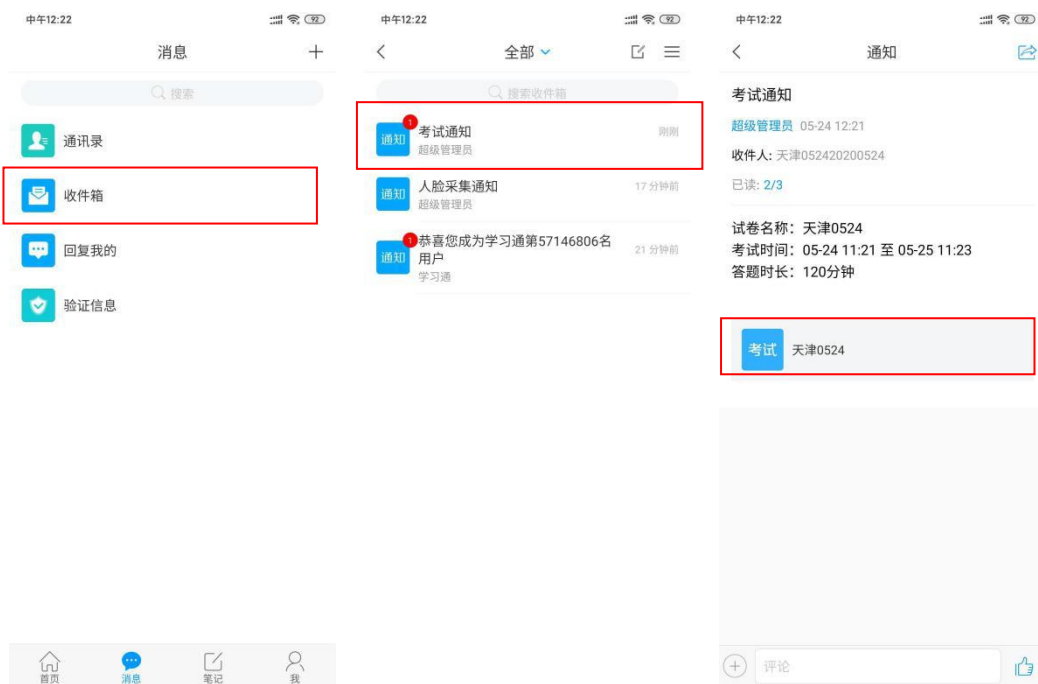 中午12:22
92
消息
搜索
通讯录
收件箱
回复我的
验证信息
首页
消息
笔记
我
中午12:22
92
全部
搜索收件箱
通知
1
考试通知
刚刚
超级管理员
通知
人脸采集通知
17 分钟前
超级管理员
通知
1
恭喜您成为学习通第57146806名
用户
21 分钟前
学习通
中午12:22
92
通知
考试通知
超级管理员 05-24 12:21
收件人: 天津052420200524
已读: 2/3
试卷名称：天津0524
考试时间：05-24 11:21 至 05-25 11:23
答题时长：120分钟
考试 天津0524
评论